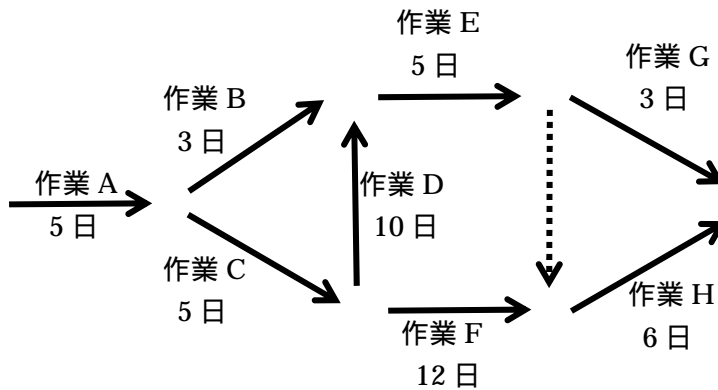 作業 E
5 日
作業 G
3 日
作業 B
3 日
作業 A
5 日
作業 D
10 日
作業 C
5 日
作業 H
6 日
作業 F
12 日